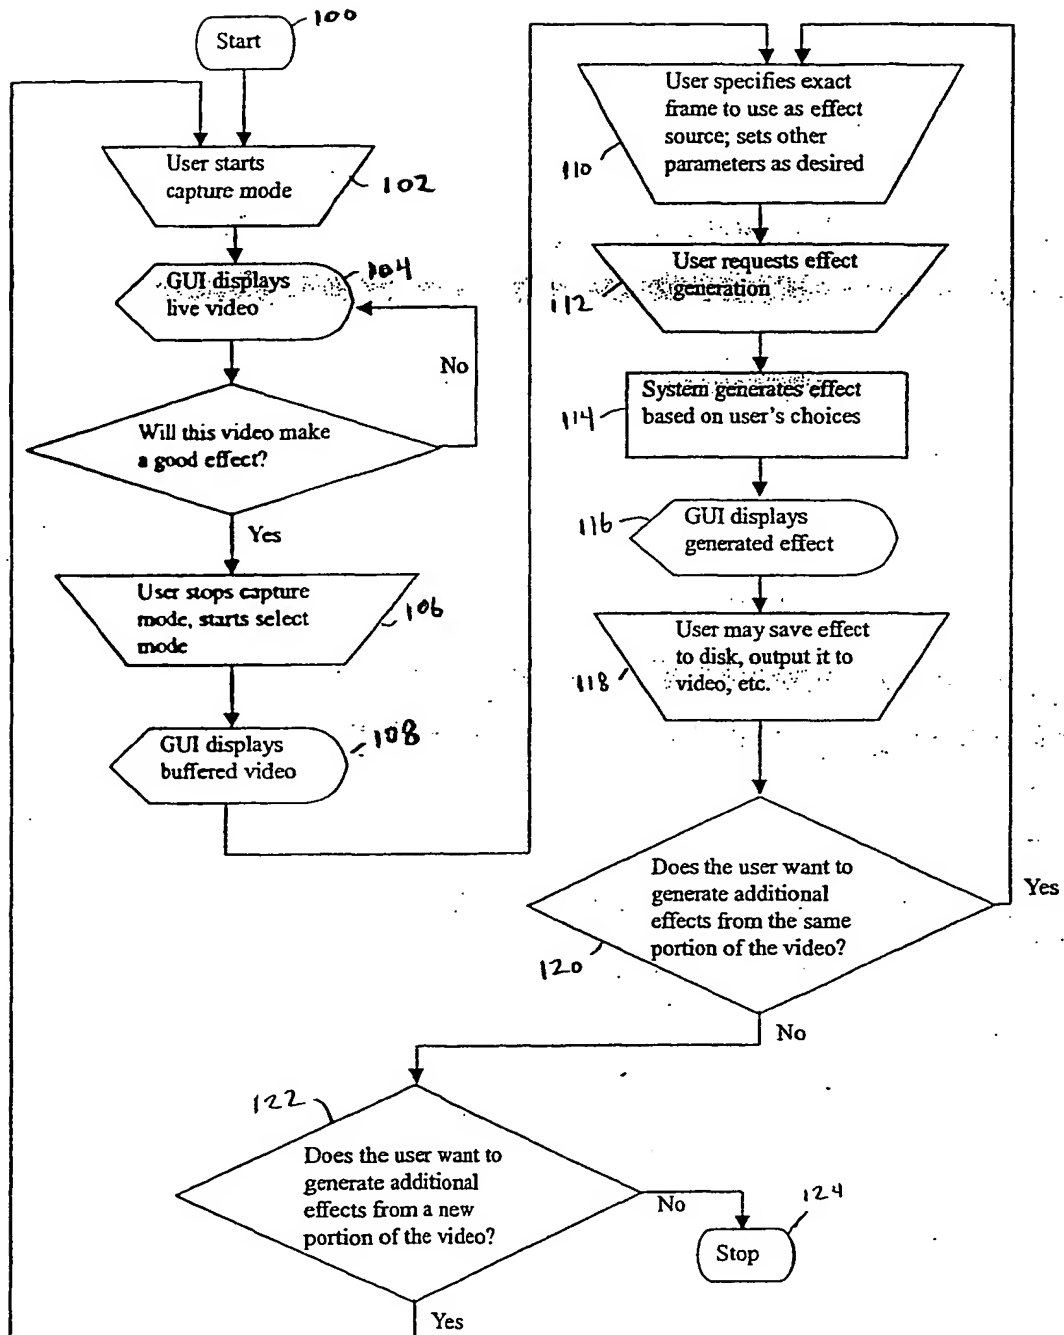 100
Start
User starts
capture mode
102
GUI displays
live video
104
No
Will this video make
a good effect?
Yes
User stops capture
mode, starts select
mode
106
GUI displays
buffered video
108
User specifies exact
frame to use as effect
source; sets other
parameters as desired
110
User requests effect
generation
112
System generates effect
based on user's choices
114
116
GUI displays
generated effect
User may save effect
to disk, output it to
video, etc.
118
Does the user want to
generate additional
effects from the same
portion of the video?
Yes
120
No
122
Does the user want to
generate additional
effects from a new
portion of the video?
No
124
Stop
Yes